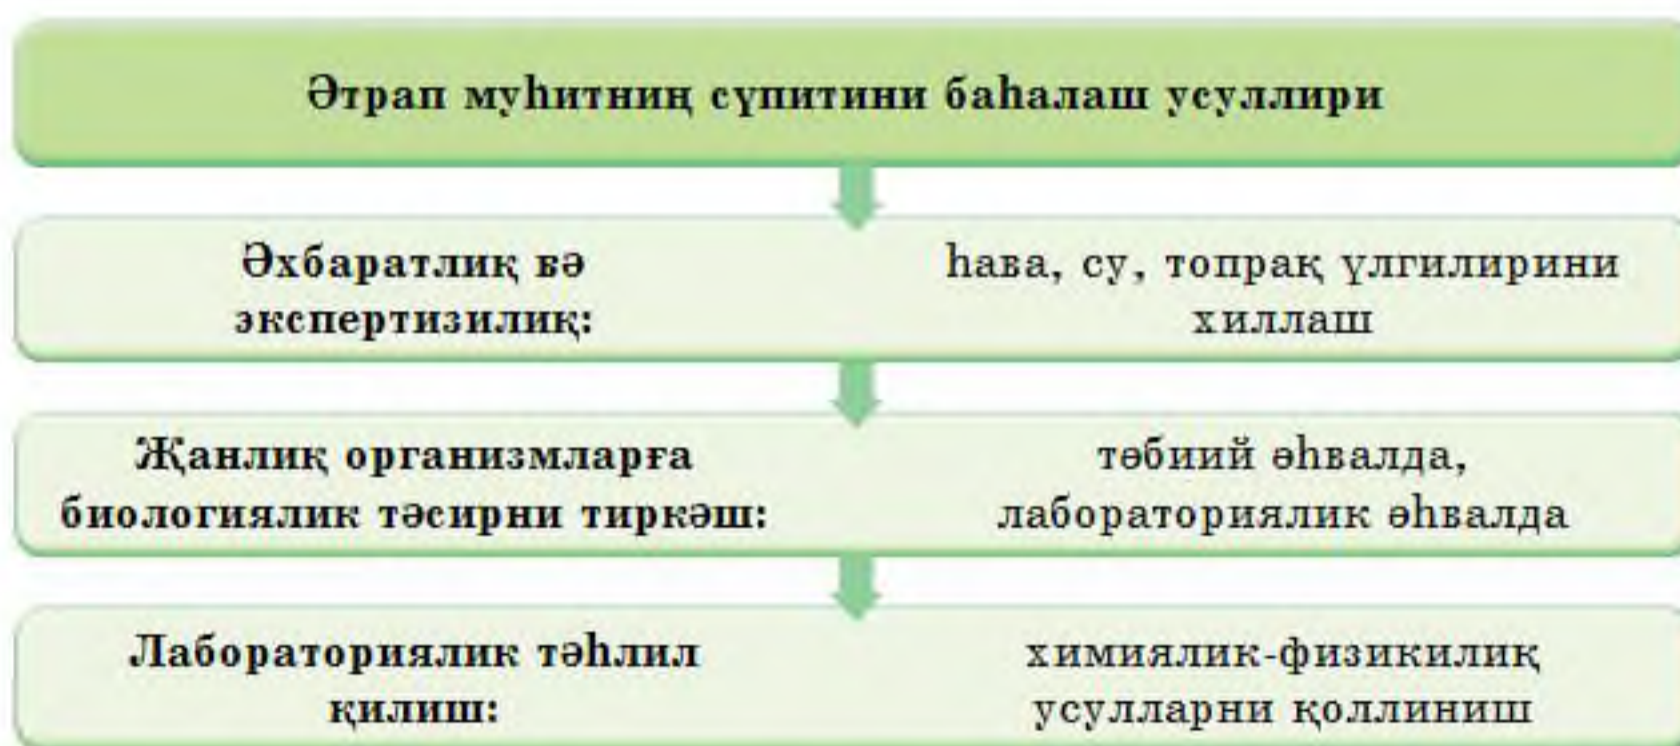 Әтрап муһитниң сүпитини баһалаш усуллири
Әхбаратлиқ вә
экспертизилиқ:
һава, су, топрақ үлгилирини
хиллаш
Җанлиқ организмларға
биологиялик тәсирни тиркәш:
тәбиий әһвалда,
лабораториялик әһвалда
Лабораториялик тәһлил
қилиш:
химиялик-физикилиқ
усулларни қоллиниш